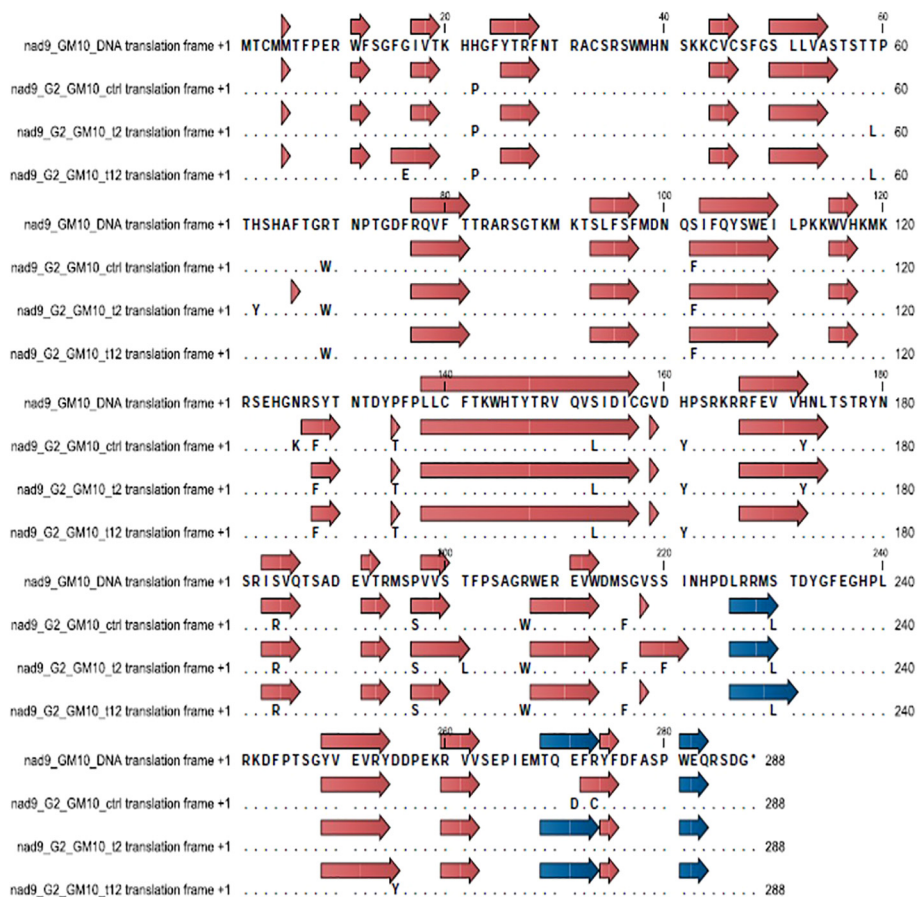 20 40 60
nad9_GM10_DNA translation frame +1 MTCMMTFPER WFSGFGIVTK HHGFYTRFNT RACSRSWMHN SKKCVCSFGS LLVASTSTTP 60
nad9_G2_GM10_ctrl translation frame +1 .......... .......... .P........ .......... .......... .......... 60
nad9_G2_GM10_t2 translation frame +1 .......... .......... .P........ .......... .......... ........L. 60
nad9_G2_GM10_t12 translation frame +1 .......... .....E.... .P........ .......... .......... ........L. 60
80 100 120
nad9_GM10_DNA translation frame +1 THSHAFTGRT NPTGDFRQVF TTRARSGTKM KTSLFSFMDN QSIFQYSWEI LPKKWVHKMK 120
nad9_G2_GM10_ctrl translation frame +1 ........W. .......... .......... .......... .F........ .......... 120
nad9_G2_GM10_t2 translation frame +1 .Y......W. .......... .......... .......... .F........ .......... 120
nad9_G2_GM10_t12 translation frame +1 ........W. .......... .......... .......... .F........ .......... 120
140 160 180
nad9_GM10_DNA translation frame +1 RSEHGNRSYT NTDYPFPLLC FTKWHTYTRV QVSIDICGVD HPSRKRRFEV VHNLTSTRYN 180
nad9_G2_GM10_ctrl translation frame +1 .....K.F.. ....T..... .......... ..L....... Y......... .Y........ 180
nad9_G2_GM10_t2 translation frame +1 .......F.. ....T..... .......... ..L....... Y......... .Y........ 180
nad9_G2_GM10_t12 translation frame +1 .......F.. ....T..... .......... ..L....... Y......... .......... 180
200 220 240
nad9_GM10_DNA translation frame +1 SRISVQTSAD EVTRMSPVVS TFPSAGRWER EVWDMSGVSS INHPDLRRMS TDYGFEGHPL 240
nad9_G2_GM10_ctrl translation frame +1 ...R...... ......S... ......W... .....F.... .........L .......... 240
nad9_G2_GM10_t2 translation frame +1 ...R...... ......S... L.....W... .....F...F .........L .......... 240
nad9_G2_GM10_t12 translation frame +1 ...R...... ......S... ......W... .....F.... .........L .......... 240
260 280
nad9_GM10_DNA translation frame +1 RKDFPTSGYV EVRYDDPEKR VVSEPIEMTQ EFRYFDFASP WEQRSDG* 288
nad9_G2_GM10_ctrl translation frame +1 .......... .......... .......... D.C....... ........ 288
nad9_G2_GM10_t2 translation frame +1 .......... .......... .......... .......... ........ 288
nad9_G2_GM10_t12 translation frame +1 .......... ....Y..... .......... .......... ........ 288